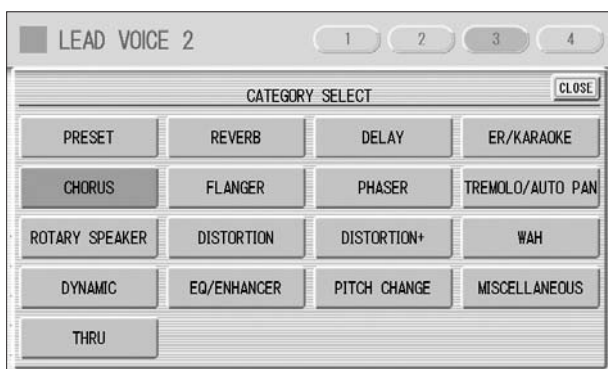 LEAD VOICE 2 1 2 3 4
CATEGORY SELECT CLOSE
PRESET REVERB DELAY ER/KARAOKE
CHORUS FLANGER PHASER TREMOLO/AUTO PAN
ROTARY SPEAKER DISTORTION DISTORTION+ WAH
DYNAMIC EQ/ENHANCER PITCH CHANGE MISCELLANEOUS
THRU